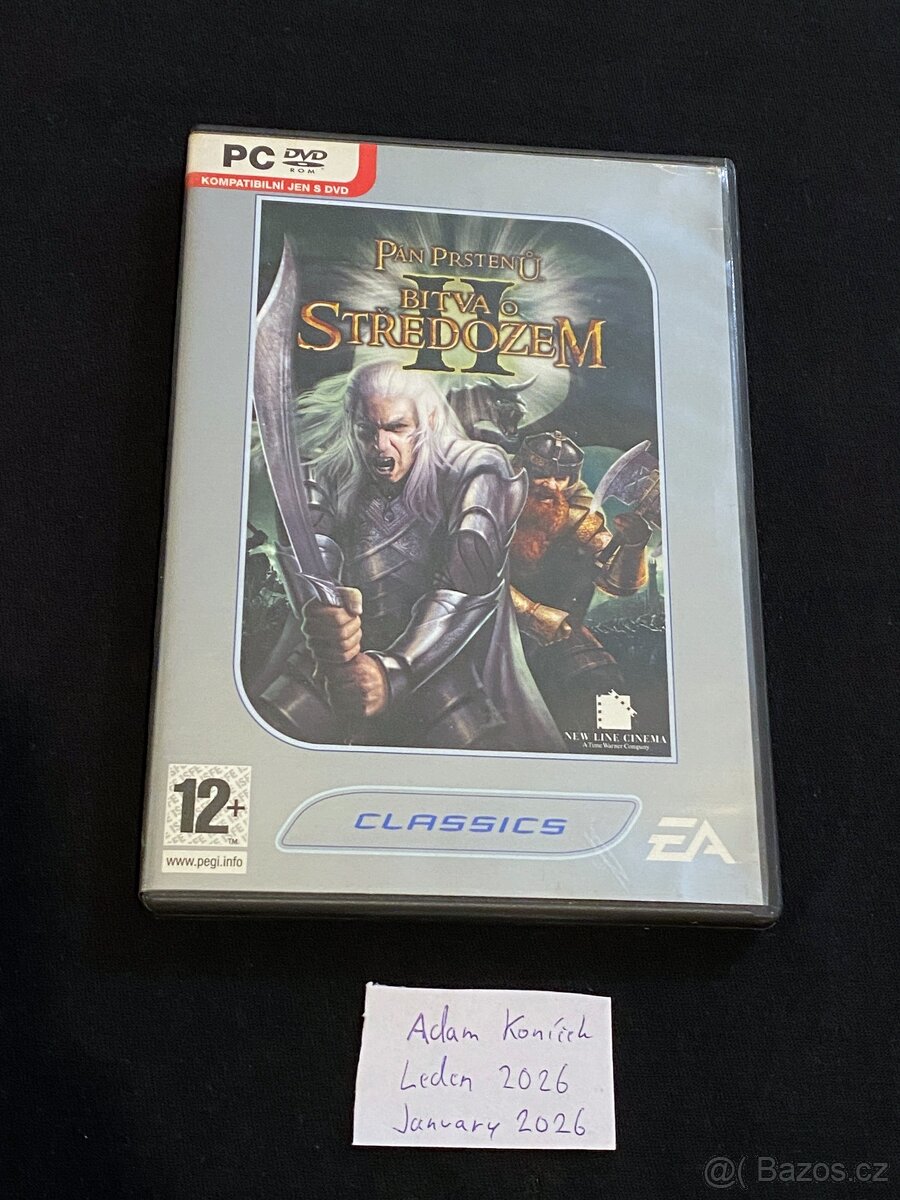 PC DVD
ROM
KOMPATIBILNÍ JEN S DVD
PÁN PRSTENŮ
II
BITVA O
STŘEDOZEM
NEW LINE CINEMA
A Time Warner Company
12+
TM
www.pegi.info
CLASSICS
EA
Adam Koníček
Leden 2026
January 2026
@( Bazos.cz